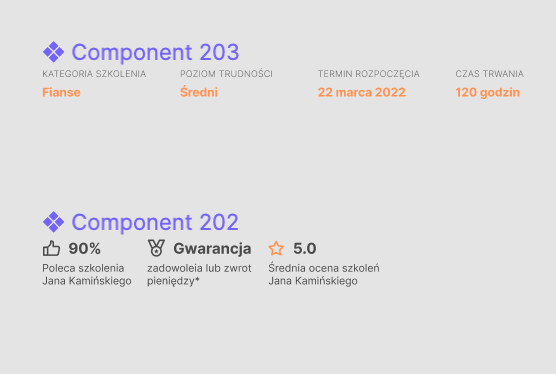 Component 203
KATEGORIA SZKOLENIA POZIOM TRUDNOŚCI TERMIN ROZPOCZĘCIA CZAS TRWANIA
Fianse Średni 22 marca 2022 120 godzin
Component 202
90% Gwarancja 5.0
Poleca szkolenia zadowoleia lub zwrot Średnia ocena szkoleń
Jana Kamińskiego pieniędzy* Jana Kamińskiego